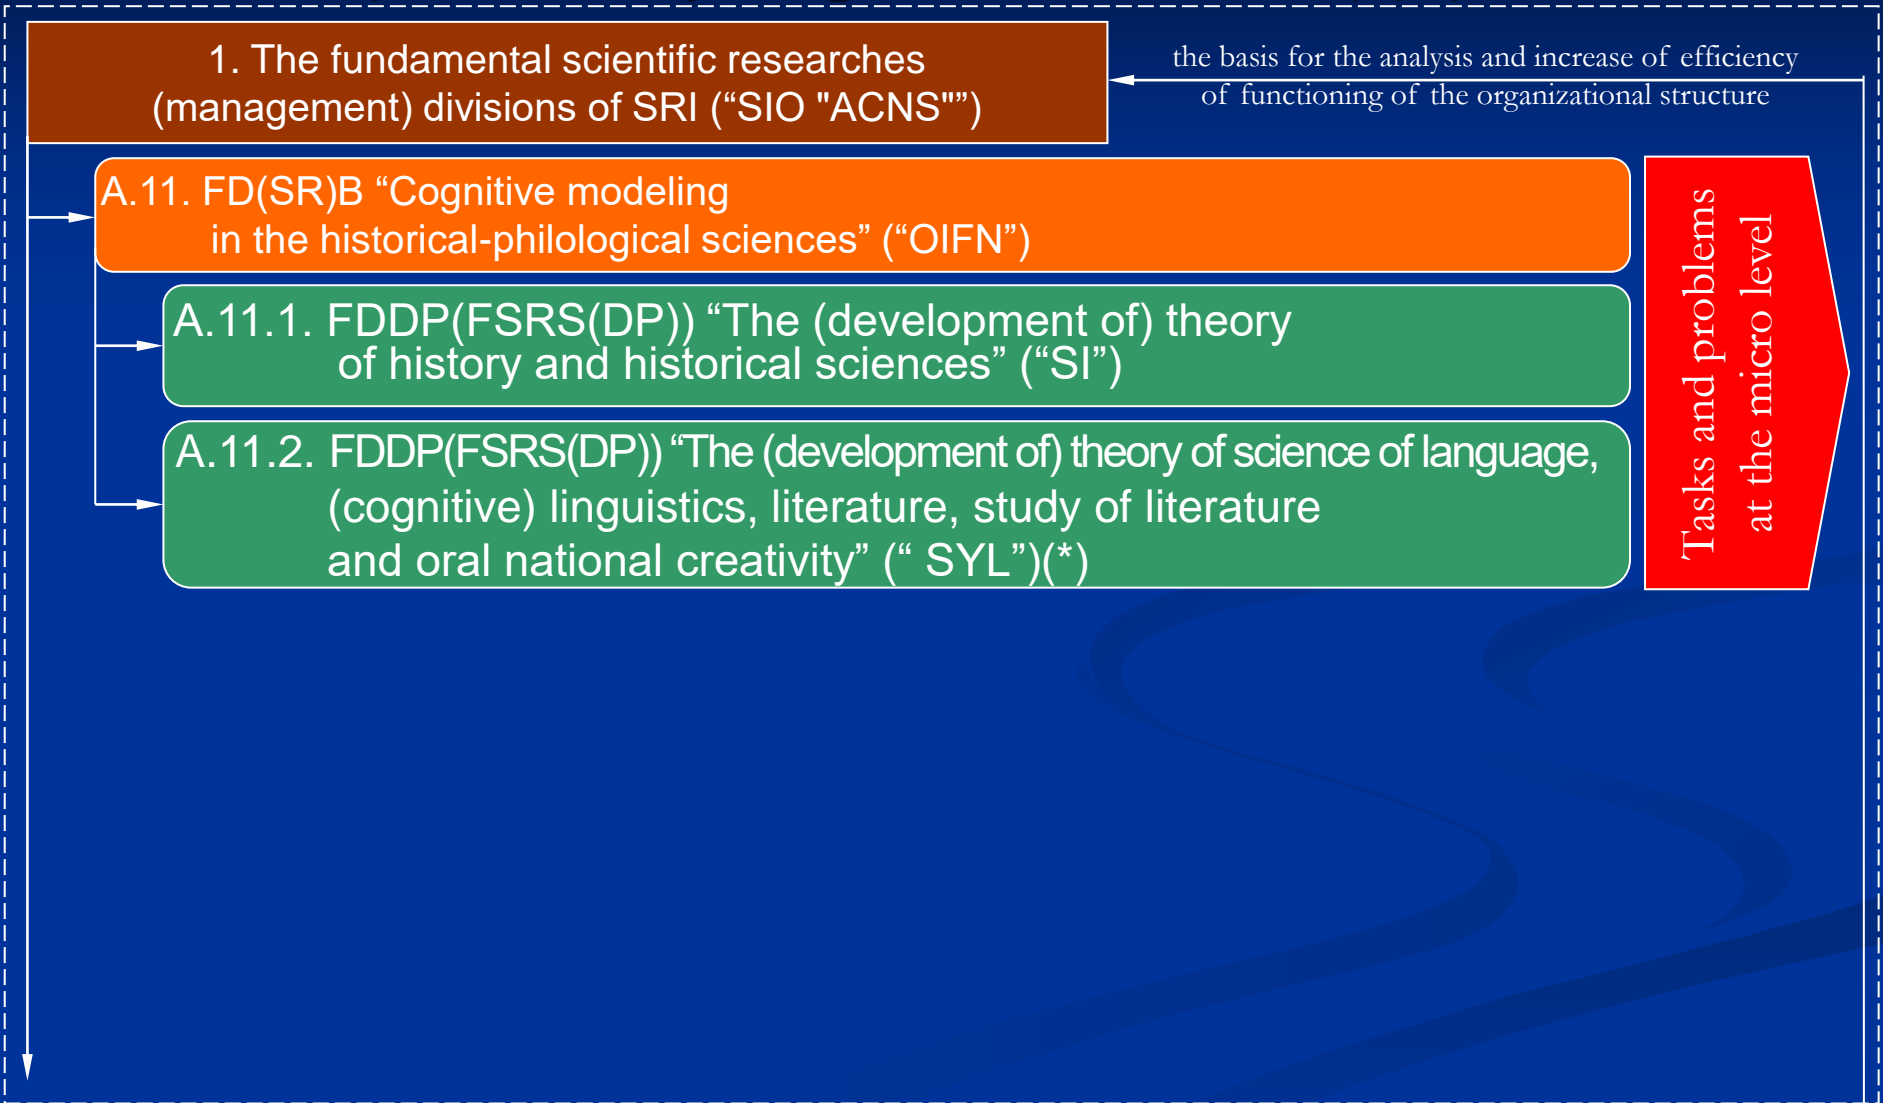 1. The fundamental scientific researches
(management) divisions of SRI (“SIO "ACNS"”)
the basis for the analysis and increase of efficiency
of functioning of the organizational structure
A.11. FD(SR)B “Cognitive modeling
in the historical-philological sciences” (“OIFN”)
A.11.1. FDDP(FSRS(DP)) “The (development of) theory
of history and historical sciences” (“SI”)
A.11.2. FDDP(FSRS(DP)) “The (development of) theory of science of language,
(cognitive) linguistics, literature, study of literature
and oral national creativity” (“ SYL”)(*)
Tasks and problems
at the micro level